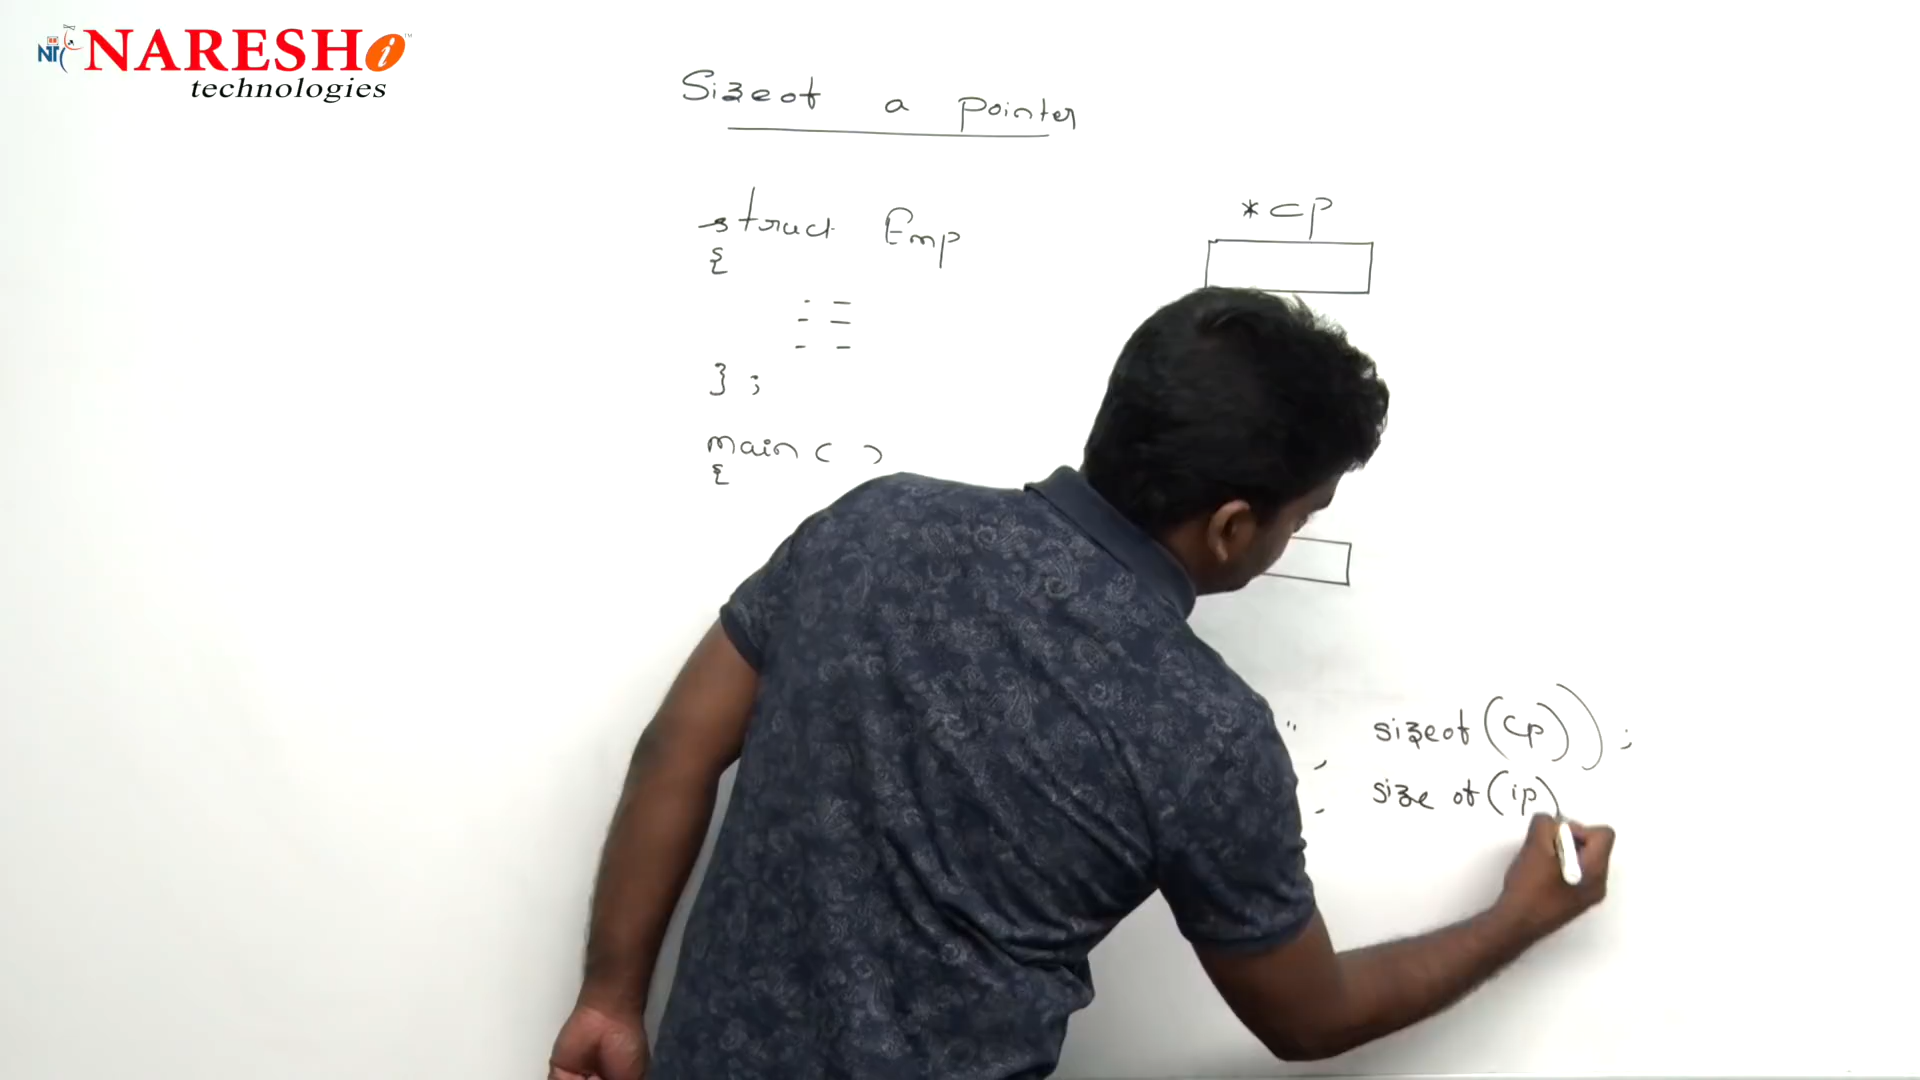 NARESH i
technologies
Sizeof a pointer
struct Emp
{
};
main ( )
{
*cp
" , sizeof (cp) ) ;
, size of (ip)